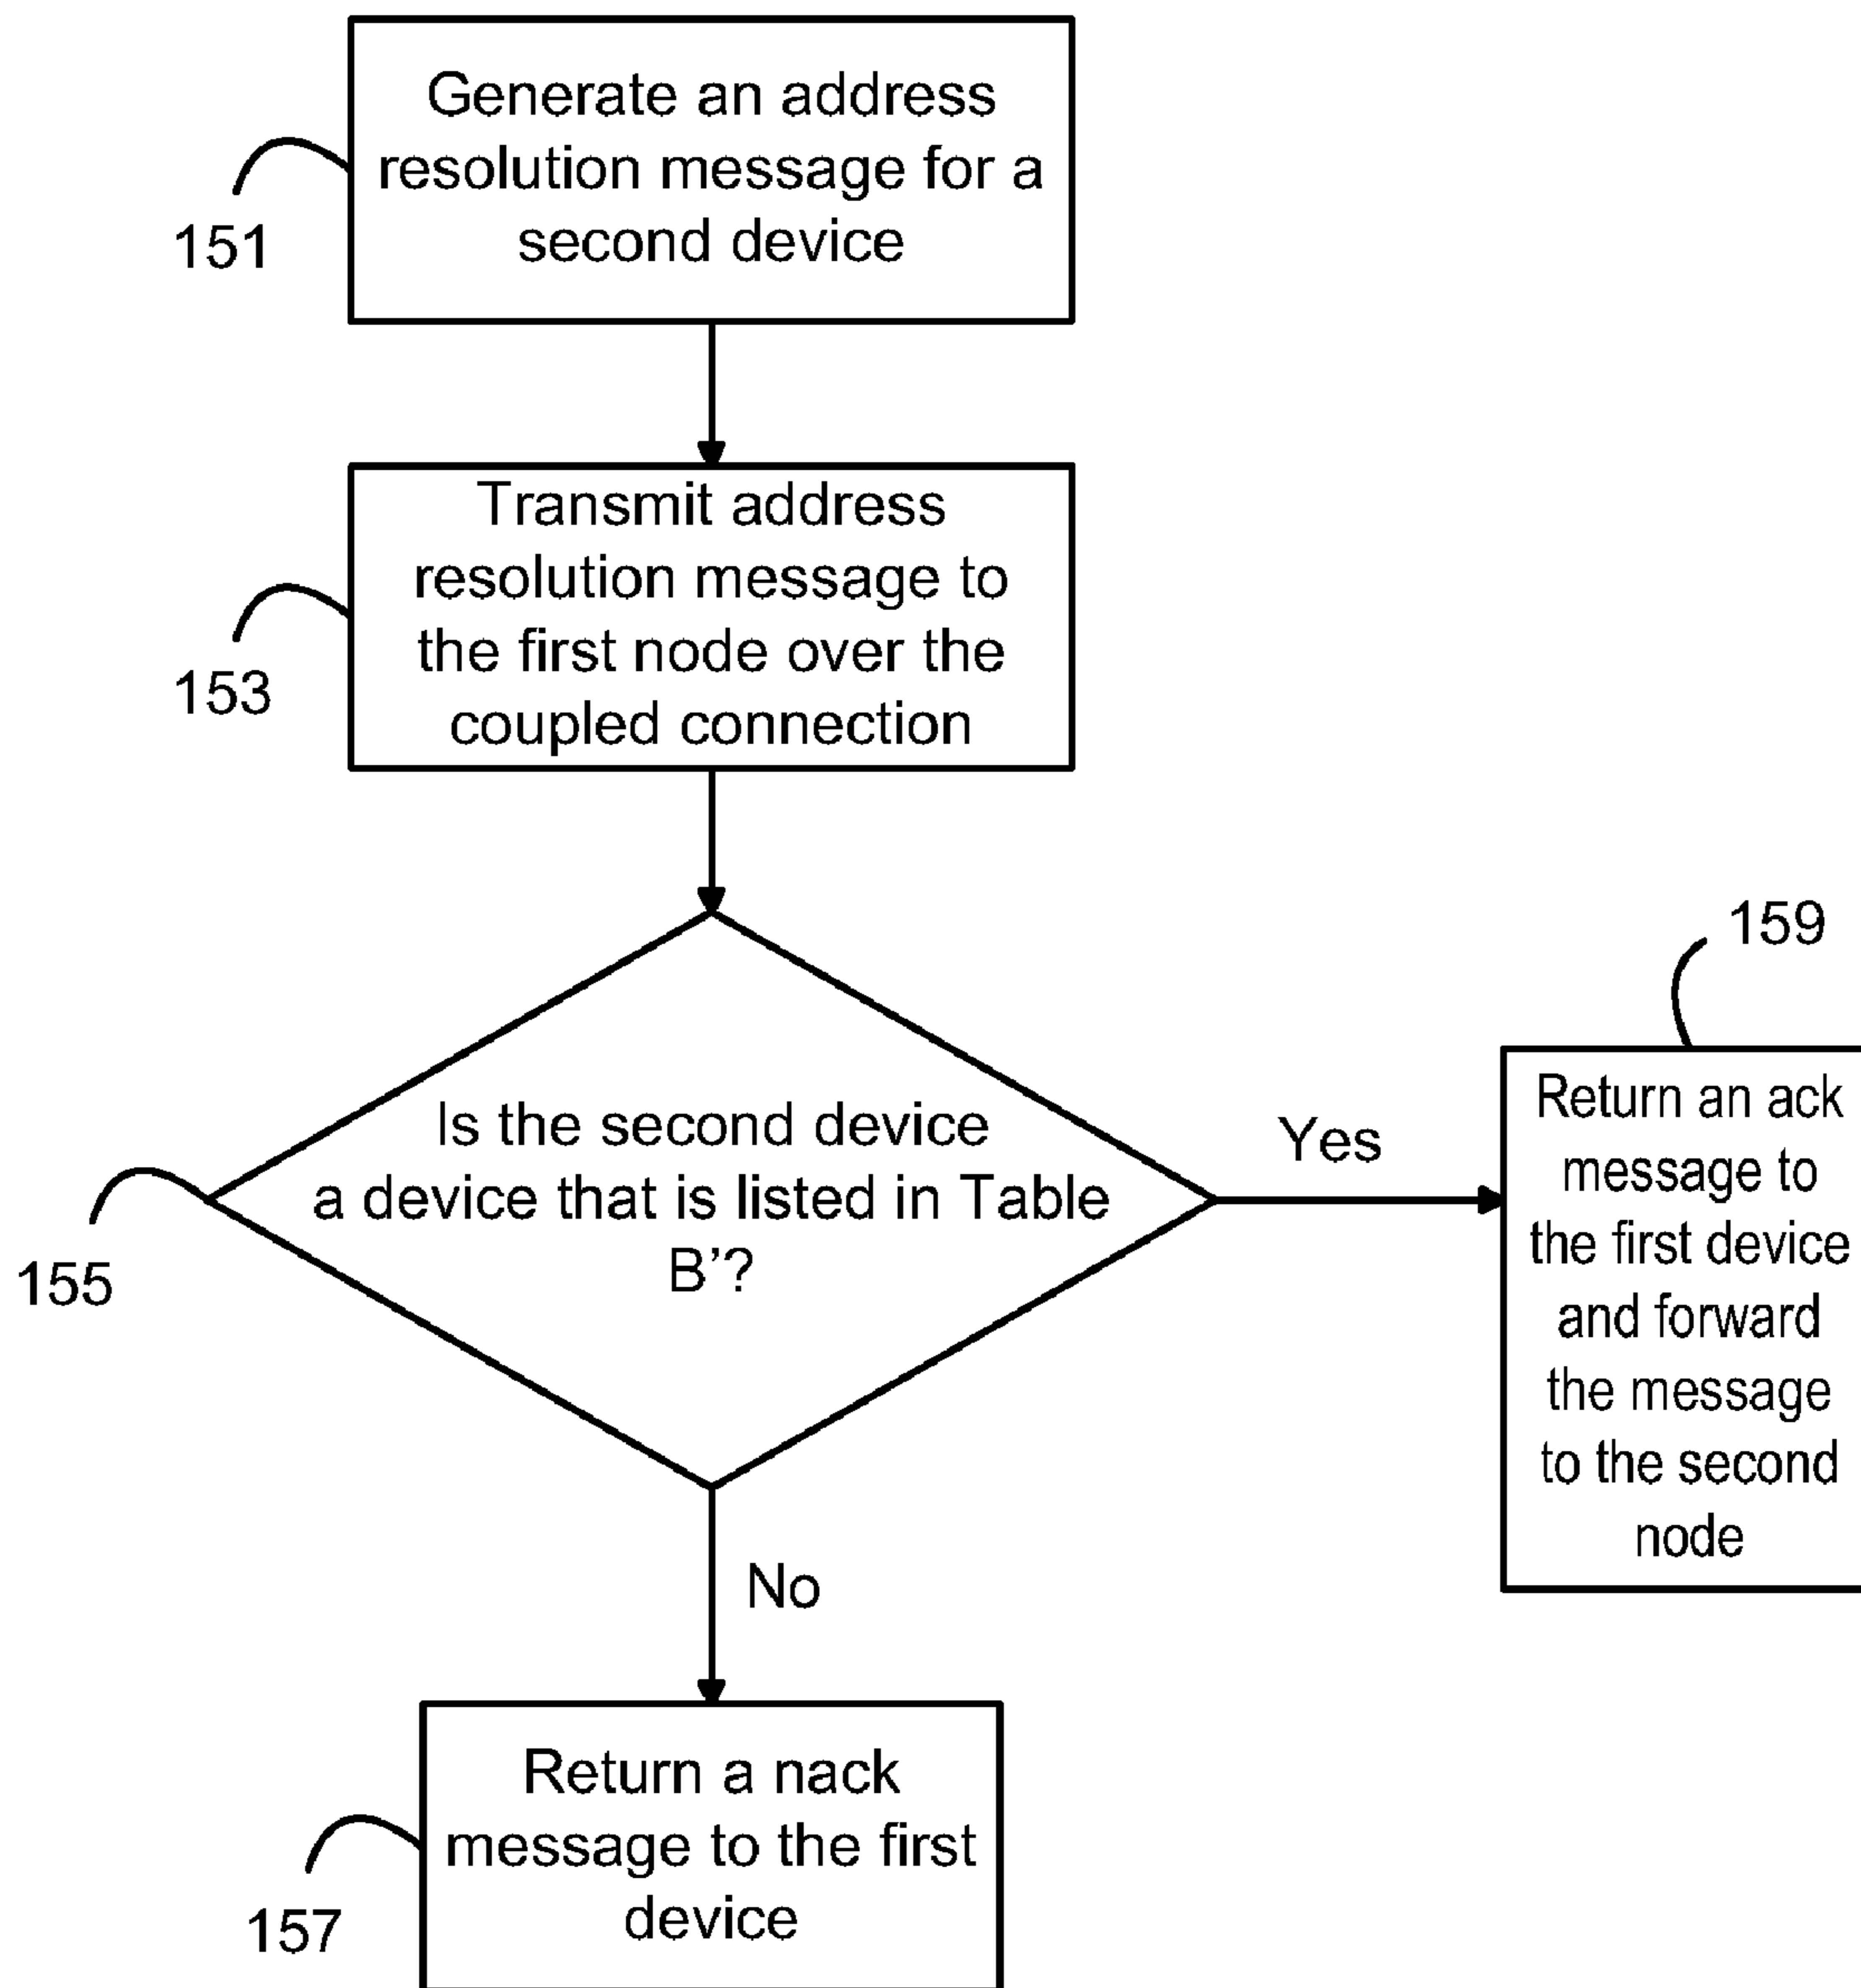 Generate an address
resolution message for a
second device
151
Transmit address
resolution message to
the first node over the
coupled connection
153
Is the second device
a device that is listed in Table
B’?
155
Yes
159
Return an ack
message to
the first device
and forward
the message
to the second
node
No
Return a nack
message to the first
device
157